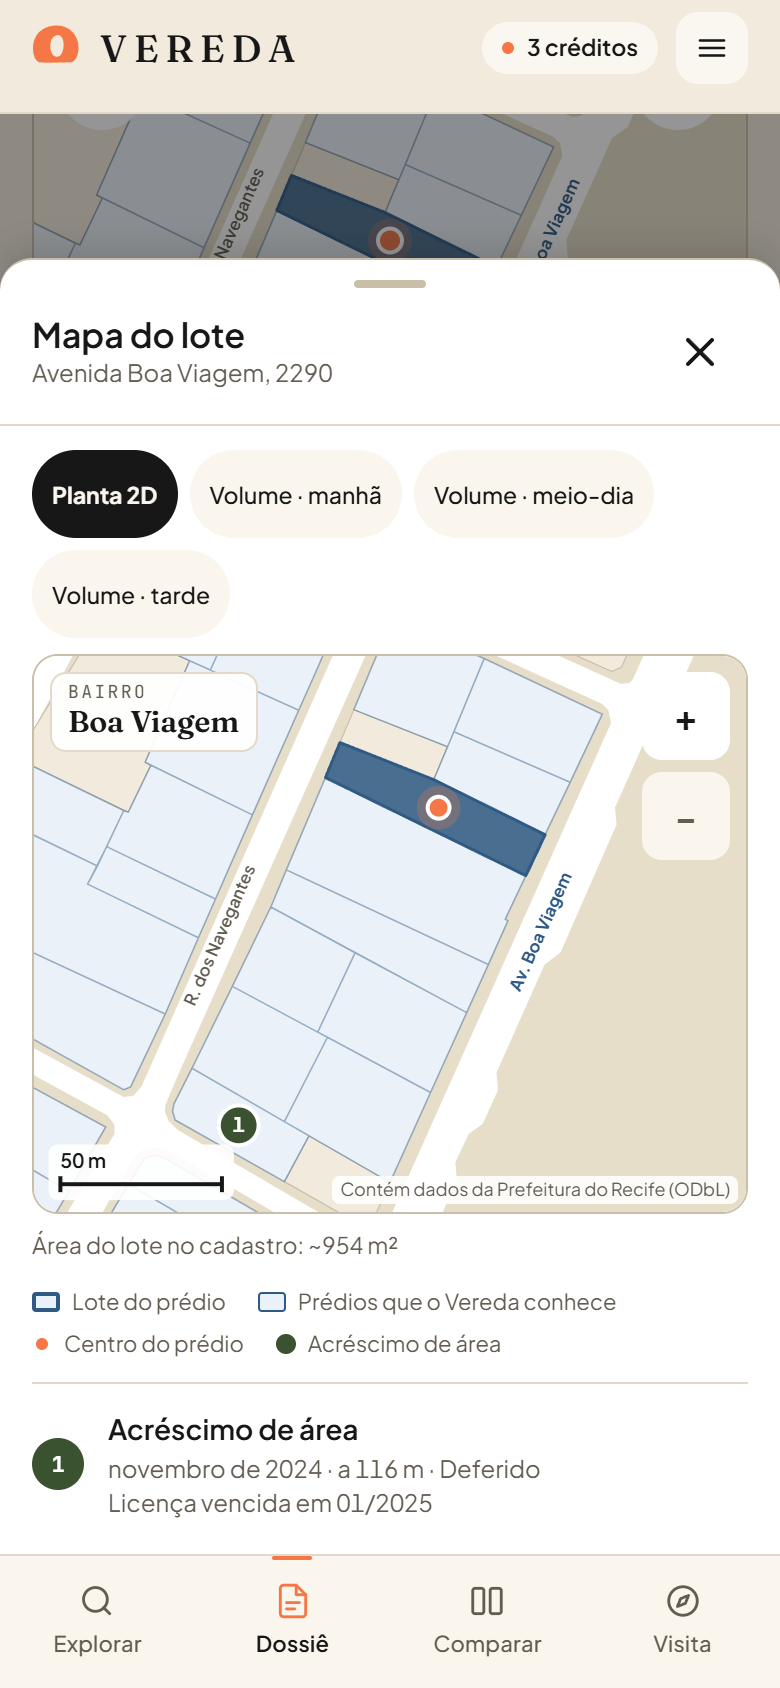 VEREDA
3 créditos
Navegantes
oa Viagem
Mapa do lote
Avenida Boa Viagem, 2290
Planta 2D
Volume · manhã
Volume · meio-dia
Volume · tarde
BAIRRO
Boa Viagem
+
−
R. dos Navegantes
Av. Boa Viagem
1
50 m
Contém dados da Prefeitura do Recife (ODbL)
Área do lote no cadastro: ~954 m²
Lote do prédio
Prédios que o Vereda conhece
Centro do prédio
Acréscimo de área
1
Acréscimo de área
novembro de 2024 · a 116 m · Deferido
Licença vencida em 01/2025
Explorar
Dossiê
Comparar
Visita